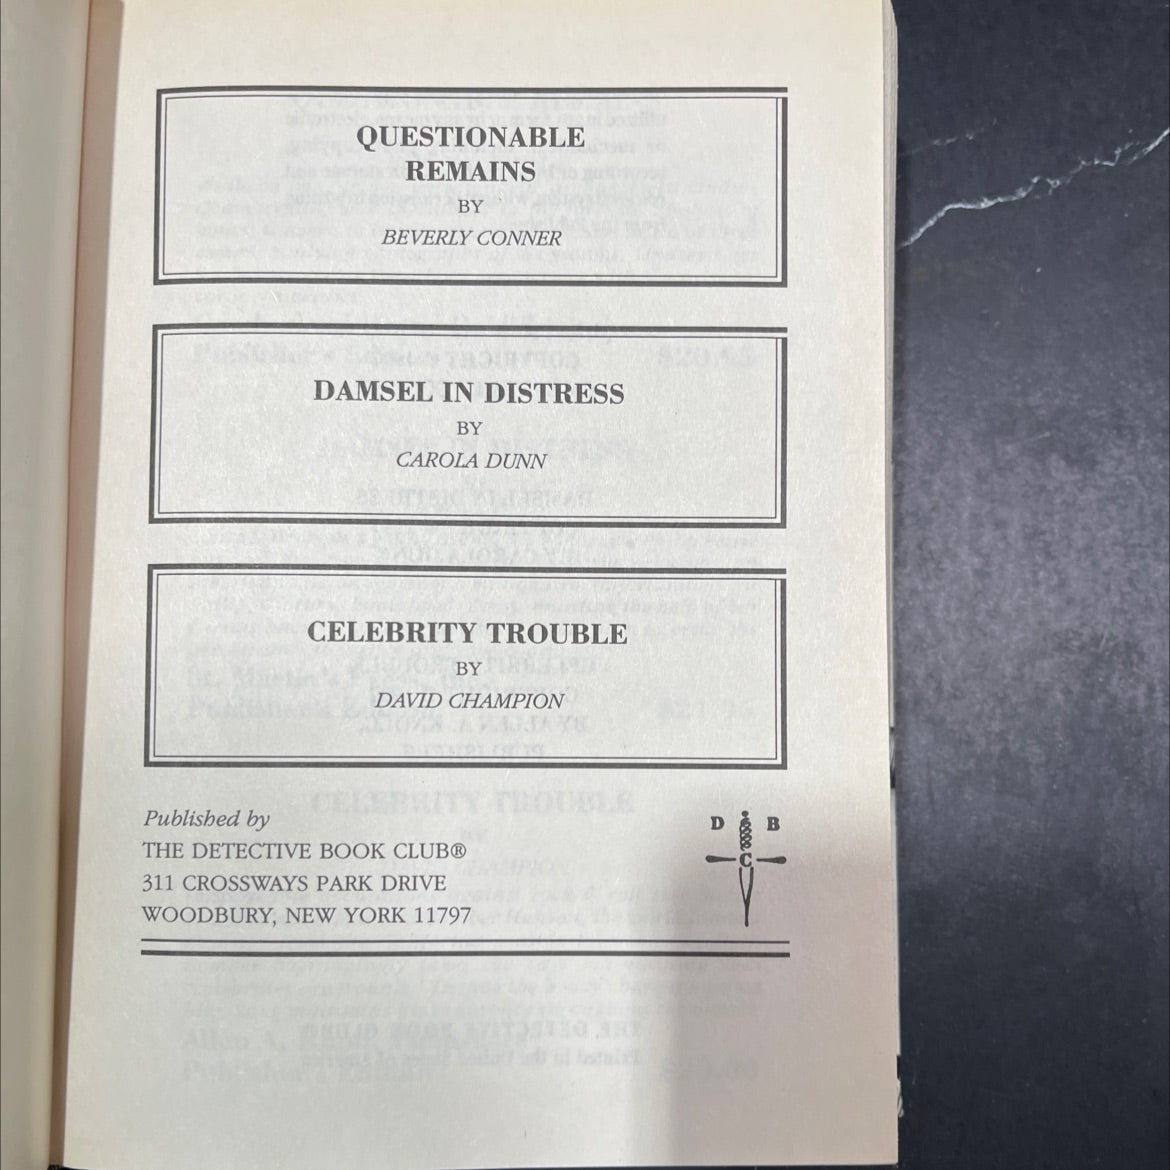 QUESTIONABLE
REMAINS
BY
BEVERLY CONNER
DAMSEL IN DISTRESS
BY
CAROLA DUNN
CELEBRITY TROUBLE
BY
DAVID CHAMPION
Published by
THE DETECTIVE BOOK CLUB®
311 CROSSWAYS PARK DRIVE
WOODBURY, NEW YORK 11797
D B
C